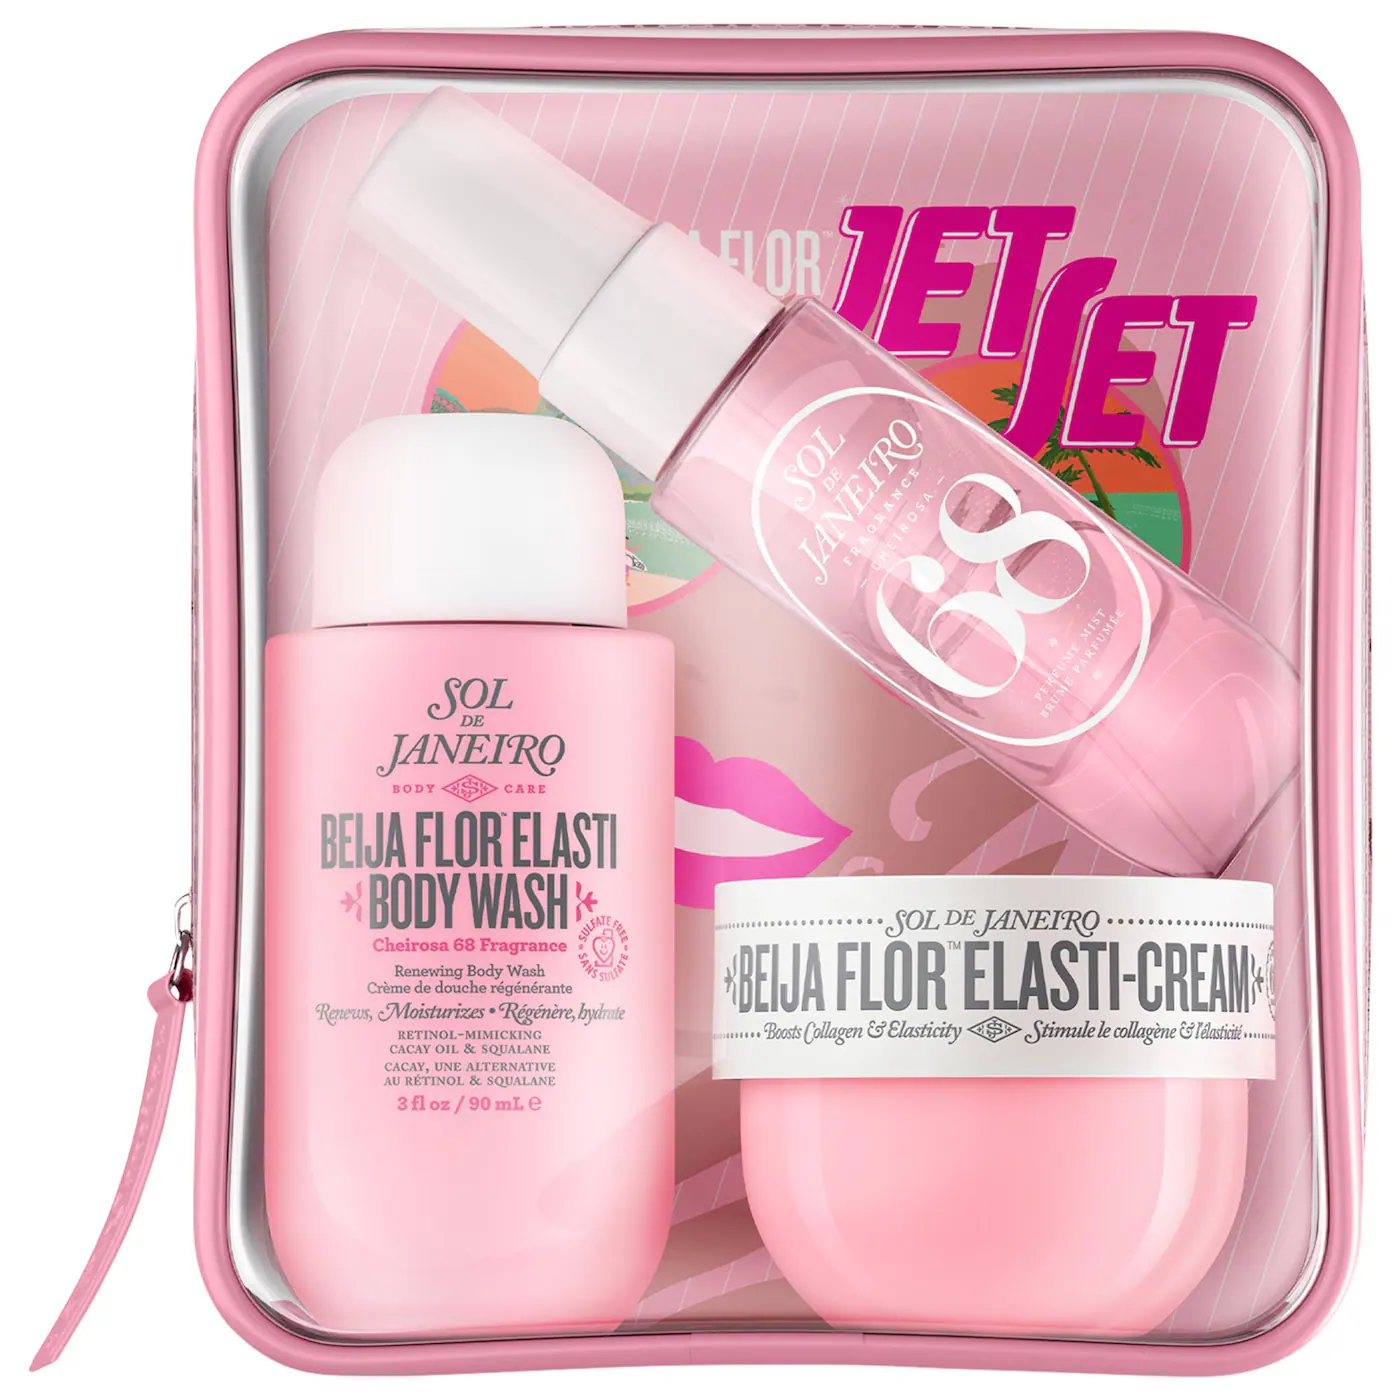 FLOR™
JET
SET
SOL
DE
JANEIRO
FRAGRANCE
CHEIROSA
68
PERFUME MIST
BRUME PARFUMÉE
SOL
DE
JANEIRO
BODY CARE
BEIJA FLOR™ ELASTI
BODY WASH
Cheirosa 68 Fragrance
SULFATE FREE
SANS SULFATE
Renewing Body Wash
Crème de douche régénérante
Renews, Moisturizes • Régénère, hydrate
RETINOL-MIMICKING
CACAY OIL & SQUALANE
CACAY, UNE ALTERNATIVE
AU RÉTINOL & SQUALANE
3 fl oz / 90 mL ℮
SOL DE JANEIRO
BEIJA FLOR™ ELASTI-CREAM
Boosts Collagen & Elasticity Stimule le collagène & l'élasticité